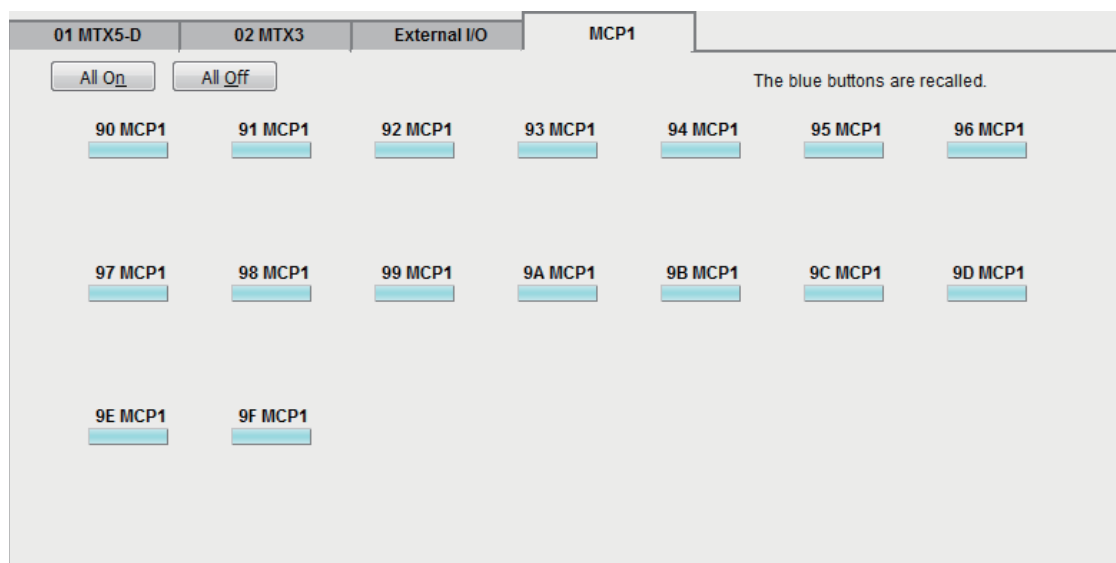 01 MTX5-D 02 MTX3 External I/O MCP1
All On All Off The blue buttons are recalled.
90 MCP1 91 MCP1 92 MCP1 93 MCP1 94 MCP1 95 MCP1 96 MCP1
97 MCP1 98 MCP1 99 MCP1 9A MCP1 9B MCP1 9C MCP1 9D MCP1
9E MCP1 9F MCP1